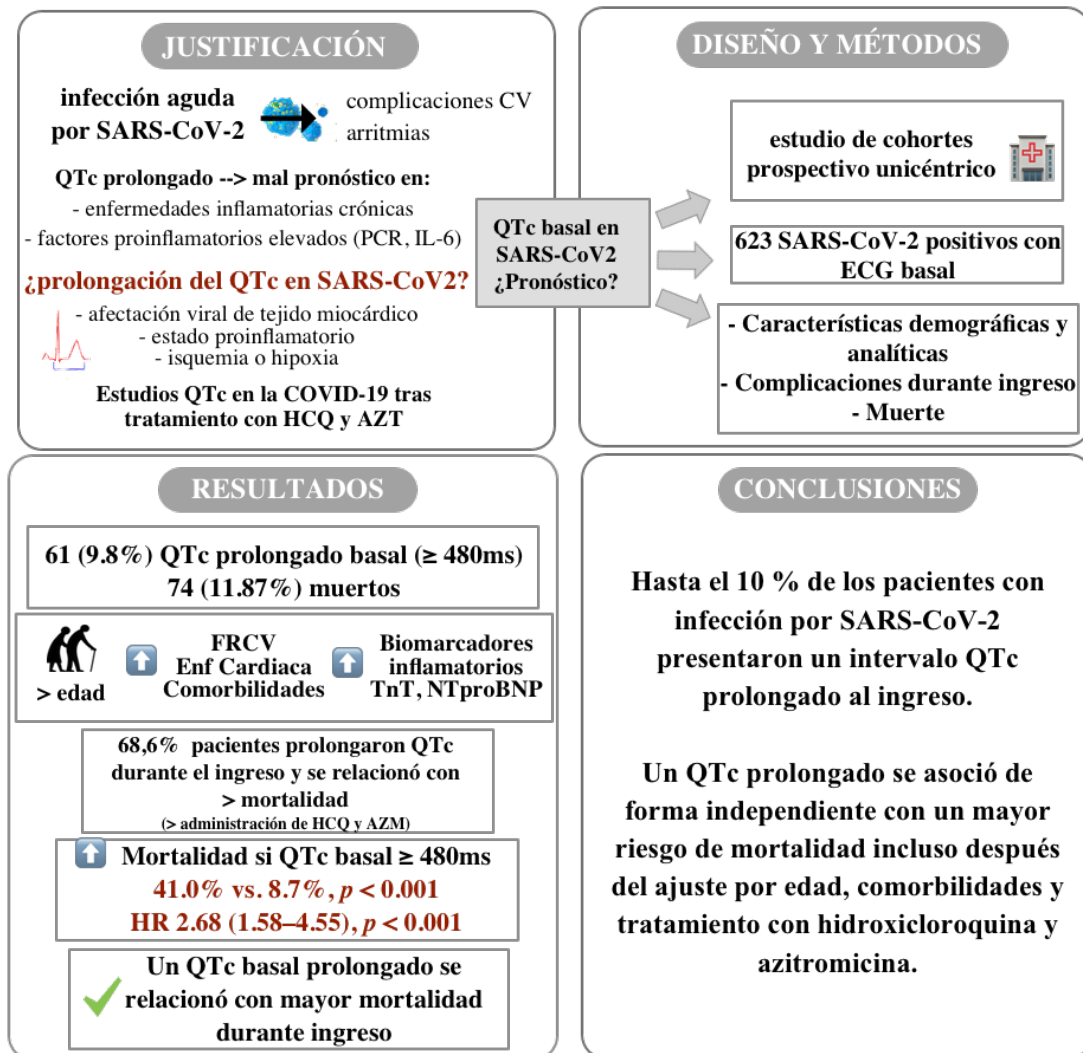 JUSTIFICACIÓN
infección aguda
por SARS-CoV-2
complicaciones CV
arritmias
QTc prolongado --> mal pronóstico en:
- enfermedades inflamatorias crónicas
- factores proinflamatorios elevados (PCR, IL-6)
¿prolongación del QTc en SARS-CoV2?
- afectación viral de tejido miocárdico
- estado proinflamatorio
- isquemia o hipoxia
Estudios QTc en la COVID-19 tras
tratamiento con HCQ y AZT
QTc basal en
SARS-CoV2
¿Pronóstico?
DISEÑO Y MÉTODOS
estudio de cohortes
prospectivo unicéntrico
623 SARS-CoV-2 positivos con
ECG basal
- Características demográficas y
analíticas
- Complicaciones durante ingreso
- Muerte
RESULTADOS
61 (9.8%) QTc prolongado basal (≥ 480ms)
74 (11.87%) muertos
> edad
FRCV
Enf Cardiaca
Comorbilidades
Biomarcadores
inflamatorios
TnT, NTproBNP
68,6% pacientes prolongaron QTc
durante el ingreso y se relacionó con
> mortalidad
(> administración de HCQ y AZM)
Mortalidad si QTc basal ≥ 480ms
41.0% vs. 8.7%, p < 0.001
HR 2.68 (1.58–4.55), p < 0.001
Un QTc basal prolongado se
relacionó con mayor mortalidad
durante ingreso
CONCLUSIONES
Hasta el 10 % de los pacientes con
infección por SARS-CoV-2
presentaron un intervalo QTc
prolongado al ingreso.
Un QTc prolongado se asoció de
forma independiente con un mayor
riesgo de mortalidad incluso después
del ajuste por edad, comorbilidades y
tratamiento con hidroxicloroquina y
azitromicina.